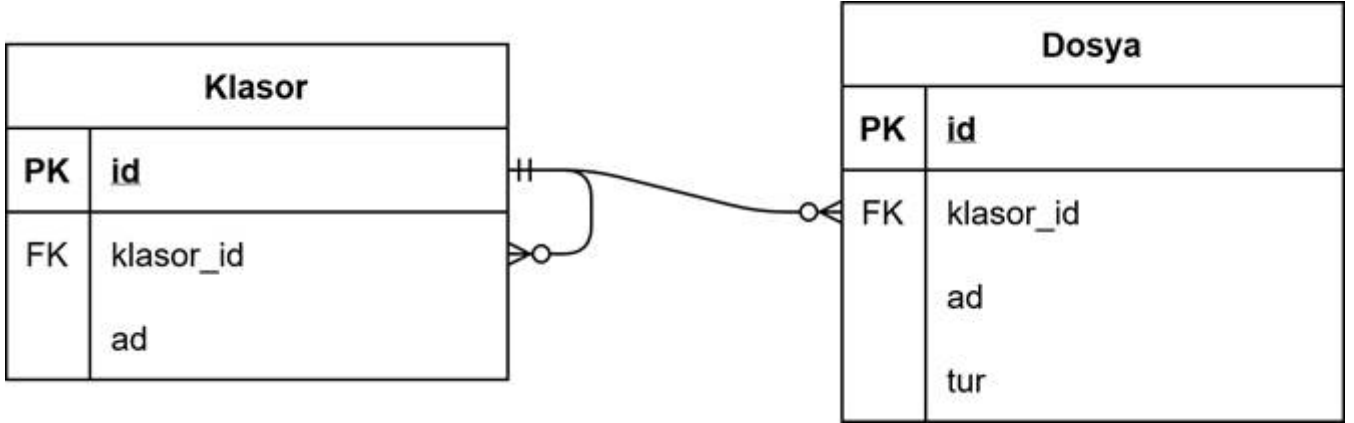 Klasor
PK id
FK klasor_id
ad
Dosya
PK id
FK klasor_id
ad
tur